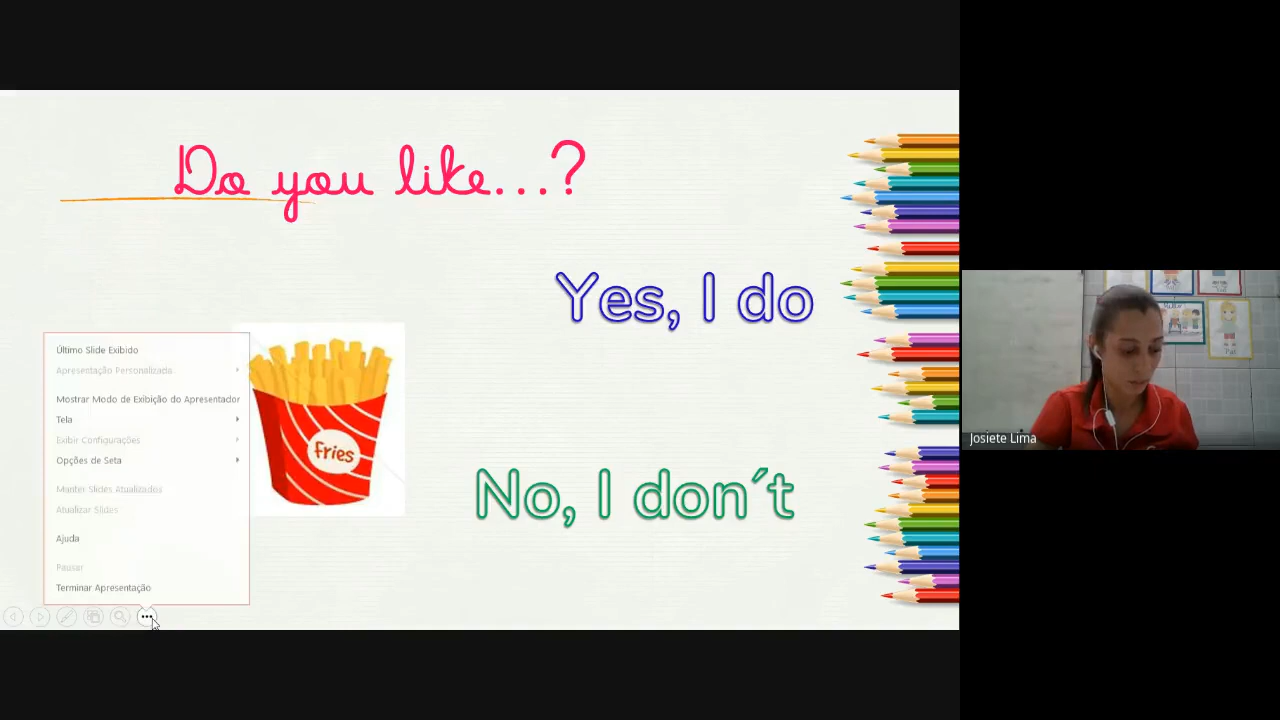 Do you like...?
Yes, I do
Último Slide Exibido
Apresentação Personalizada
Mostrar Modo de Exibição do Apresentador
Tela
Exibir Configurações
Opções de Seta
fries
Manter Slides Atualizados
Atualizar Slides
No, I don´t
Ajuda
Pausar
Terminar Apresentação
Pai
Josiete Lima